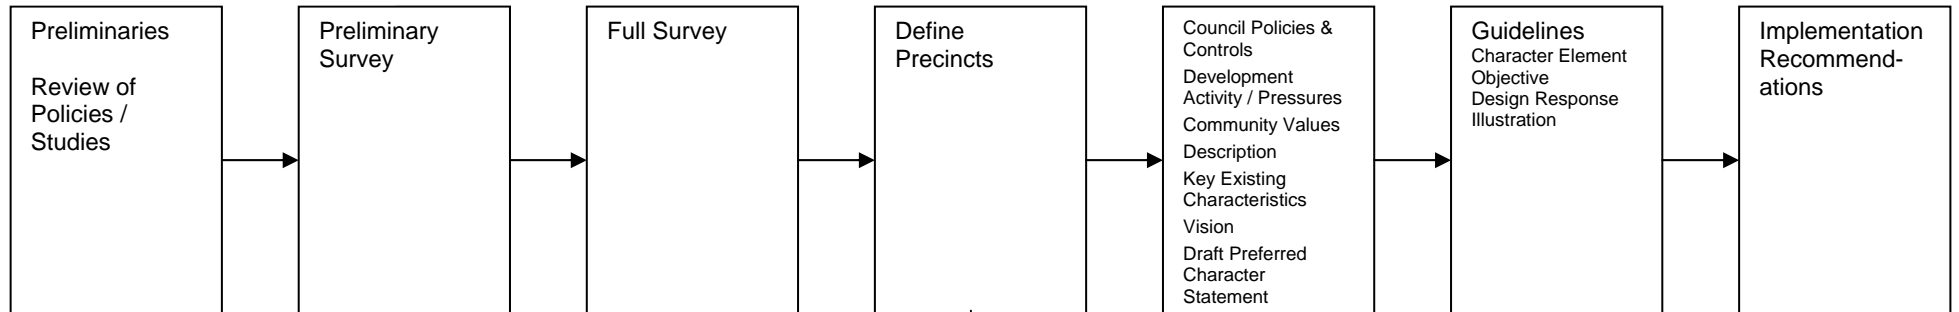 Preliminaries
Review of
Policies /
Studies
Preliminary
Survey
Full Survey
Define
Precincts
Council Policies &
Controls
Development
Activity / Pressures
Community Values
Description
Key Existing
Characteristics
Vision
Draft Preferred
Character
Statement
Guidelines
Character Element
Objective
Design Response
Illustration
Implementation
Recommend-
ations